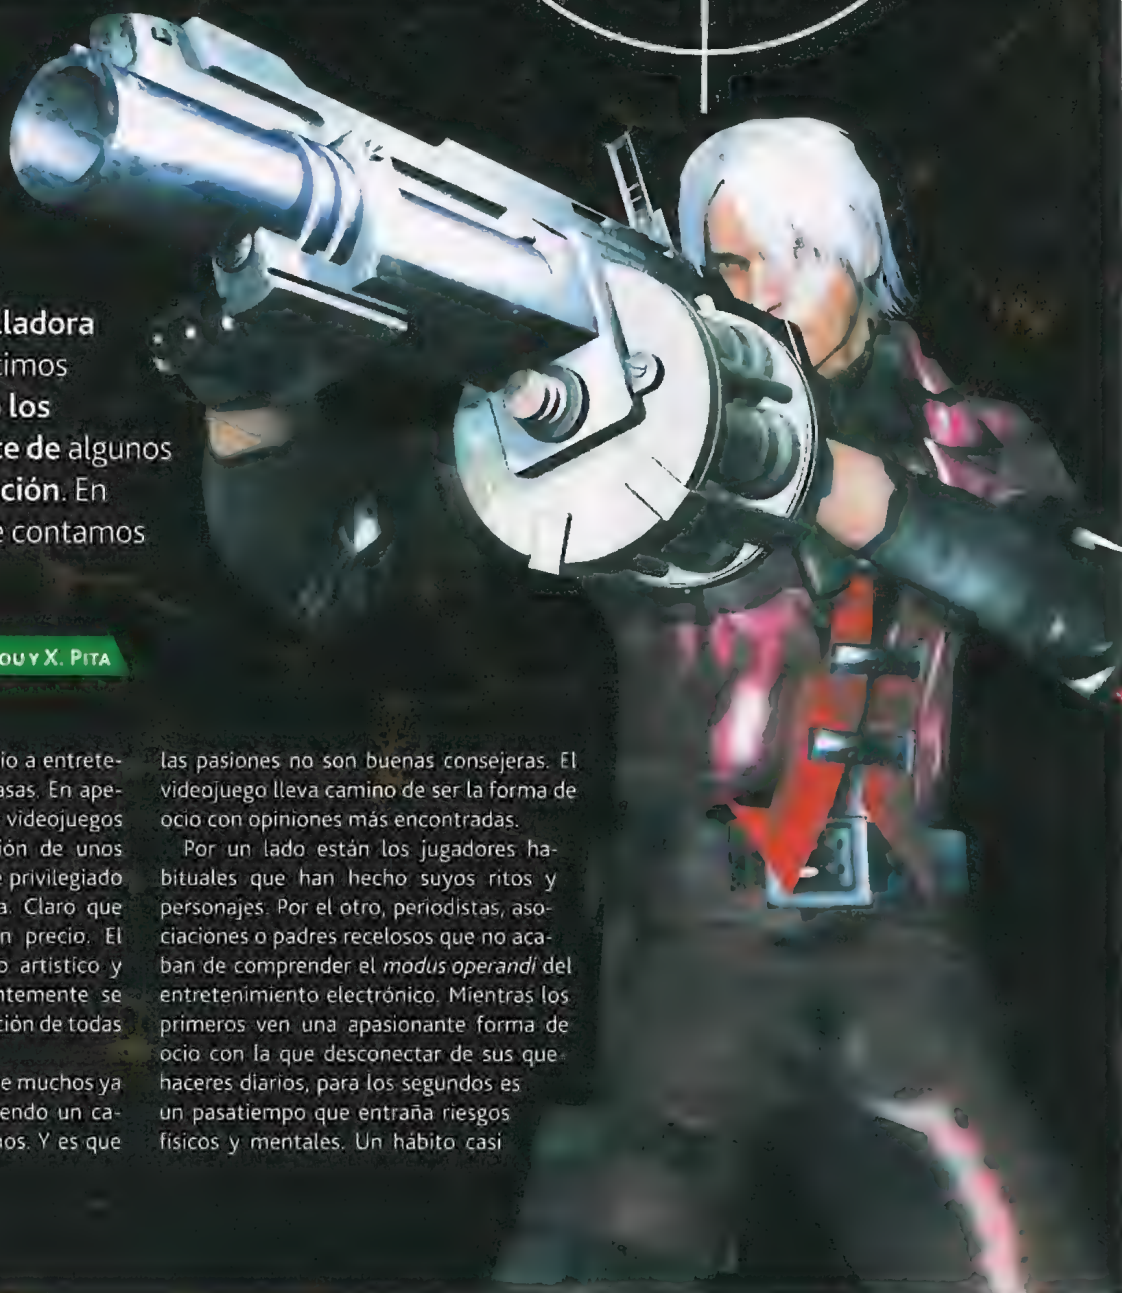 lladora
timos
los
te de algunos
ción. En
e contamos
OU Y X. PITA
io a entrete-
asas. En ape-
videojuegos
ión de unos
e privilegiado
a. Claro que
n precio. El
o artístico y
ntemente se
ción de todas
e muchos ya
endo un ca-
nos. Y es que
las pasiones no son buenas consejeras. El
videojuego lleva camino de ser la forma de
ocio con opiniones más encontradas.
Por un lado están los jugadores ha-
bituales que han hecho suyos ritos y
personajes. Por el otro, periodistas, aso-
ciaciones o padres recelosos que no aca-
ban de comprender el modus operandi del
entretenimiento electrónico. Mientras los
primeros ven una apasionante forma de
ocio con la que desconectar de sus que-
haceres diarios, para los segundos es
un pasatiempo que entraña riesgos
físicos y mentales. Un hábito casi